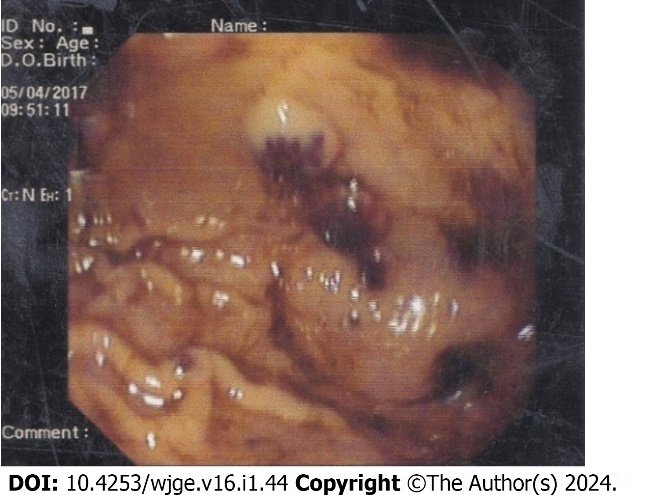 ID No. :
Name :
Sex: Age:
D.O.Birth:
05/04/2017
09:51:11
Ct:N Eh:1
Comment :
DOI: 10.4253/wjge.v16.i1.44 Copyright ©The Author(s) 2024.